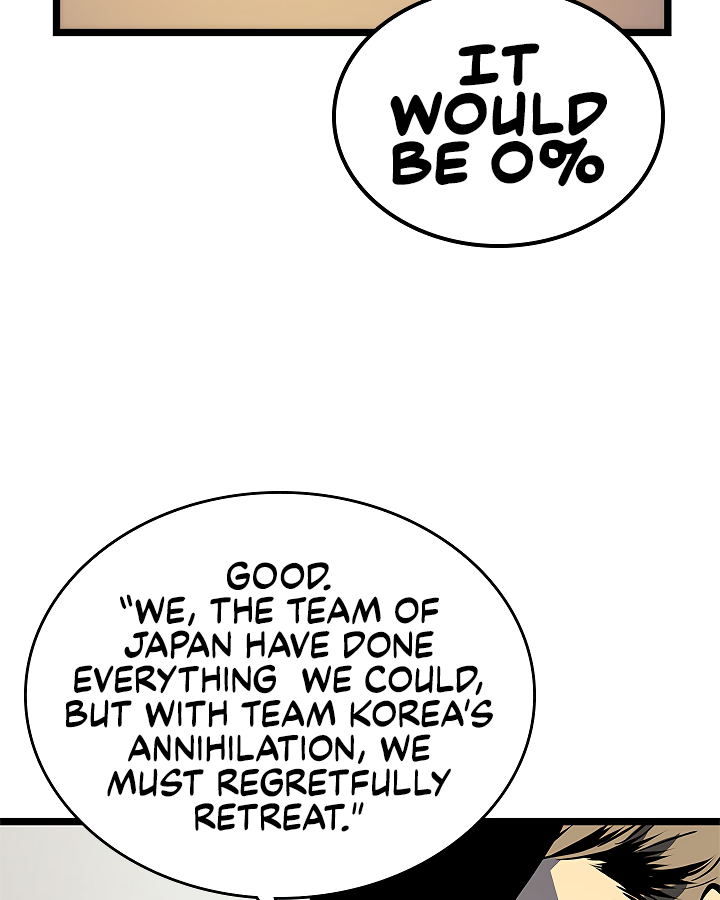 IT
WOULD
BE 0%
GOOD.
"WE, THE TEAM OF
JAPAN HAVE DONE
EVERYTHING WE COULD,
BUT WITH TEAM KOREA'S
ANNIHILATION, WE
MUST REGRETFULLY
RETREAT."